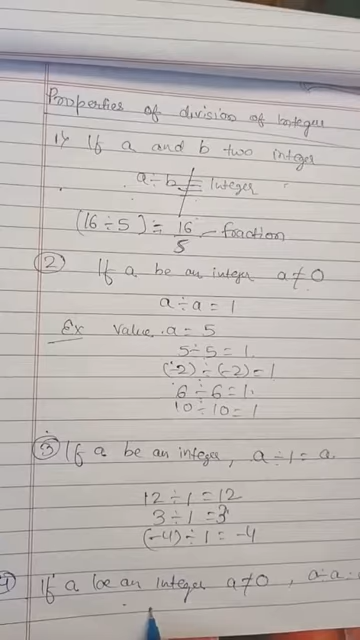 Properties of division of Integer
1) If a and b two integer
a ÷ b ≠ Integer
(16 ÷ 5) = 16/5 - fraction
② If a be an integer a ≠ 0
a ÷ a = 1
Ex value a = 5
5 ÷ 5 = 1
(-2) ÷ (-2) = 1
6 ÷ 6 = 1
10 ÷ 10 = 1
③ If a be an integer, a ÷ 1 = a
12 ÷ 1 = 12
3 ÷ 1 = 3
(-4) ÷ 1 = -4
If a be an integer a ≠ 0,